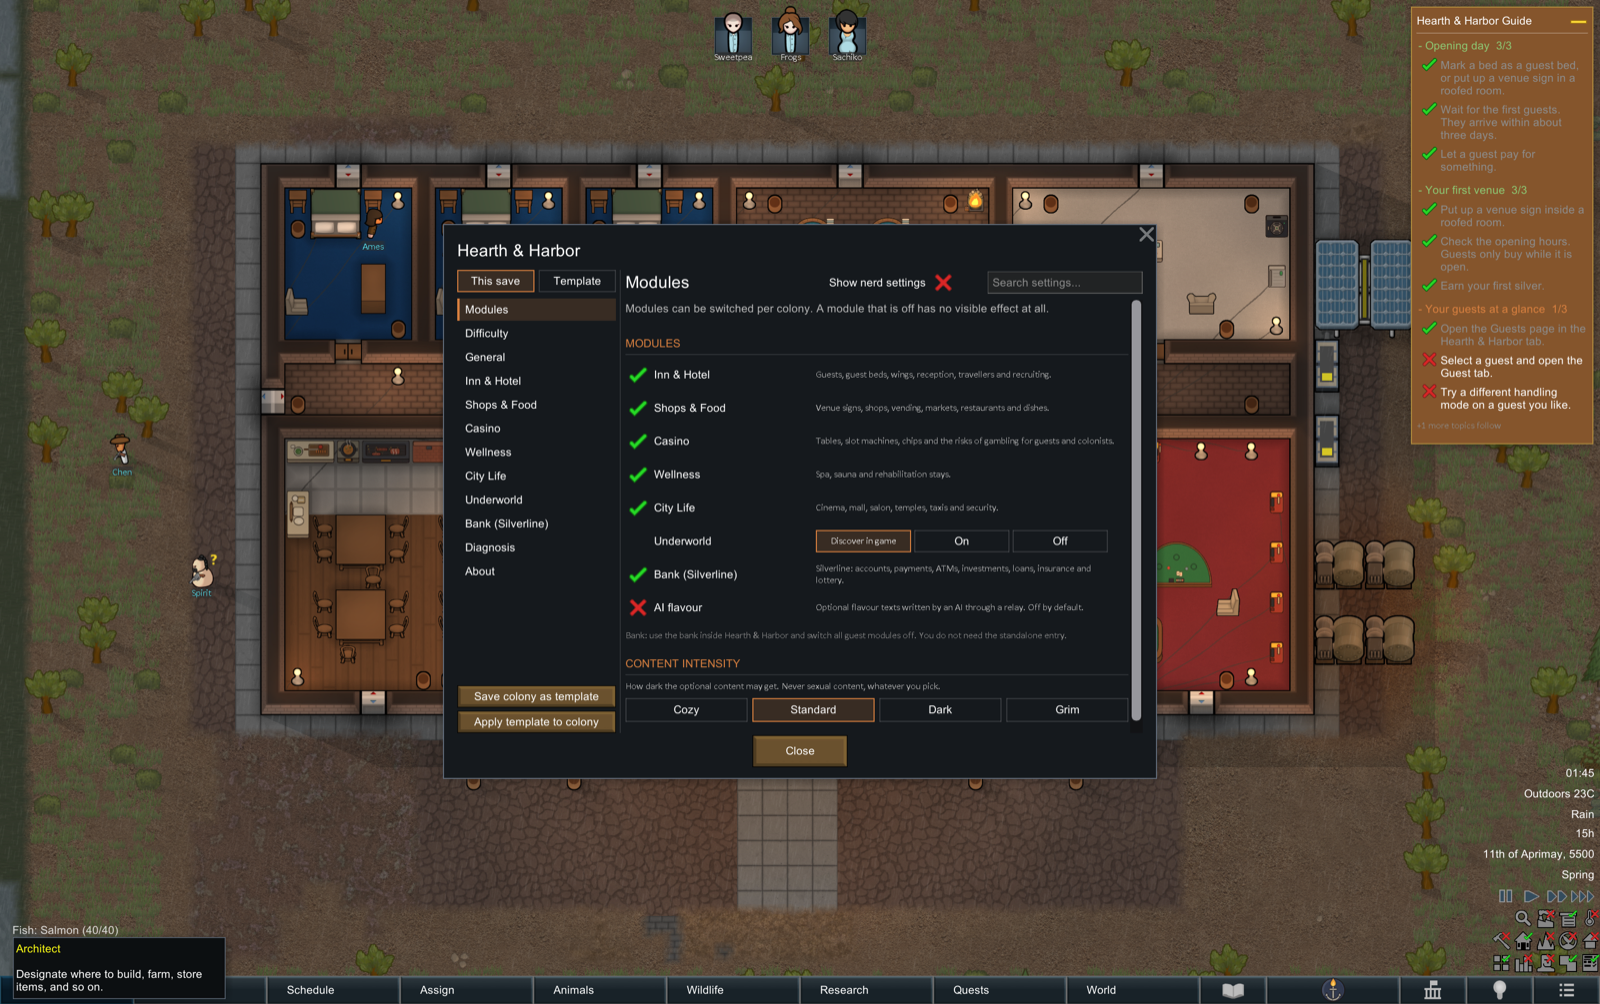 Sweetpea
Frogs
Sachiko
Hearth & Harbor Guide
- Opening day 3/3
Mark a bed as a guest bed,
or put up a venue sign in a
roofed room.
Wait for the first guests.
They arrive within about
three days.
Let a guest pay for
something.
- Your first venue 3/3
Put up a venue sign inside a
roofed room.
Check the opening hours.
Guests only buy while it is
open.
Earn your first silver.
- Your guests at a glance 1/3
Open the Guests page in the
Hearth & Harbor tab.
Select a guest and open the
Guest tab.
Try a different handling
mode on a guest you like.
+1 more topics follow
Ames
Chen
?
Spirit
Hearth & Harbor
This save
Template
Modules
Difficulty
General
Inn & Hotel
Shops & Food
Casino
Wellness
City Life
Underworld
Bank (Silverline)
Diagnosis
About
Save colony as template
Apply template to colony
Modules
Show nerd settings
Search settings...
Modules can be switched per colony. A module that is off has no visible effect at all.
MODULES
Inn & Hotel
Guests, guest beds, wings, reception, travellers and recruiting.
Shops & Food
Venue signs, shops, vending, markets, restaurants and dishes.
Casino
Tables, slot machines, chips and the risks of gambling for guests and colonists.
Wellness
Spa, sauna and rehabilitation stays.
City Life
Cinema, mall, salon, temples, taxis and security.
Underworld
Discover in game
On
Off
Bank (Silverline)
Silverline: accounts, payments, ATMs, investments, loans, insurance and
lottery.
AI flavour
Optional flavour texts written by an AI through a relay. Off by default.
Bank: use the bank inside Hearth & Harbor and switch all guest modules off. You do not need the standalone entry.
CONTENT INTENSITY
How dark the optional content may get. Never sexual content, whatever you pick.
Cozy
Standard
Dark
Grim
Close
01:45
Outdoors 23C
Rain
15h
11th of Aprimay, 5500
Spring
Fish: Salmon (40/40)
Architect
Designate where to build, farm, store
items, and so on.
Schedule
Assign
Animals
Wildlife
Research
Quests
World